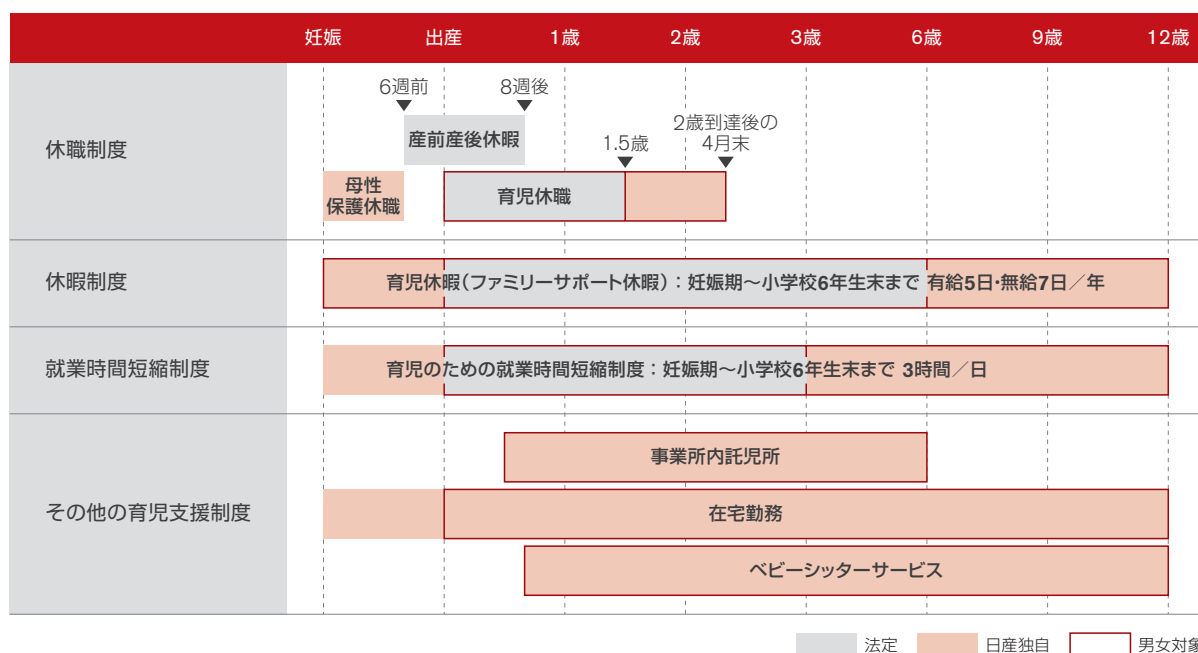 妊娠 出産 1歳 2歳 3歳 6歳 9歳 12歳
休職制度
6週前 8週後
産前産後休暇
1.5歳
2歳到達後の
4月末
母性
保護休職
育児休職
休暇制度
育児休暇(ファミリーサポート休暇):妊娠期～小学校6年生末まで 有給5日・無給7日／年
就業時間短縮制度
育児のための就業時間短縮制度:妊娠期～小学校6年生末まで 3時間／日
その他の育児支援制度
事業所内託児所
在宅勤務
ベビーシッターサービス
法定 日産独自 男女対象